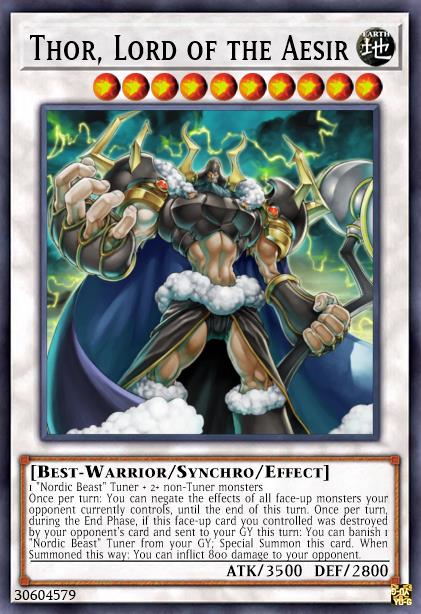 THOR, LORD OF THE AESIR
EARTH
地
[BEST-WARRIOR/SYNCHRO/EFFECT]
1 "Nordic Beast" Tuner + 2+ non-Tuner monsters
Once per turn: You can negate the effects of all face-up monsters your
opponent currently controls, until the end of this turn. Once per turn,
during the End Phase, if this face-up card you controlled was destroyed
by your opponent's card and sent to your GY this turn: You can banish 1
"Nordic Beast" Tuner from your GY; Special Summon this card. When
Summoned this way: You can inflict 800 damage to your opponent.
ATK/3500 DEF/2800
30604579